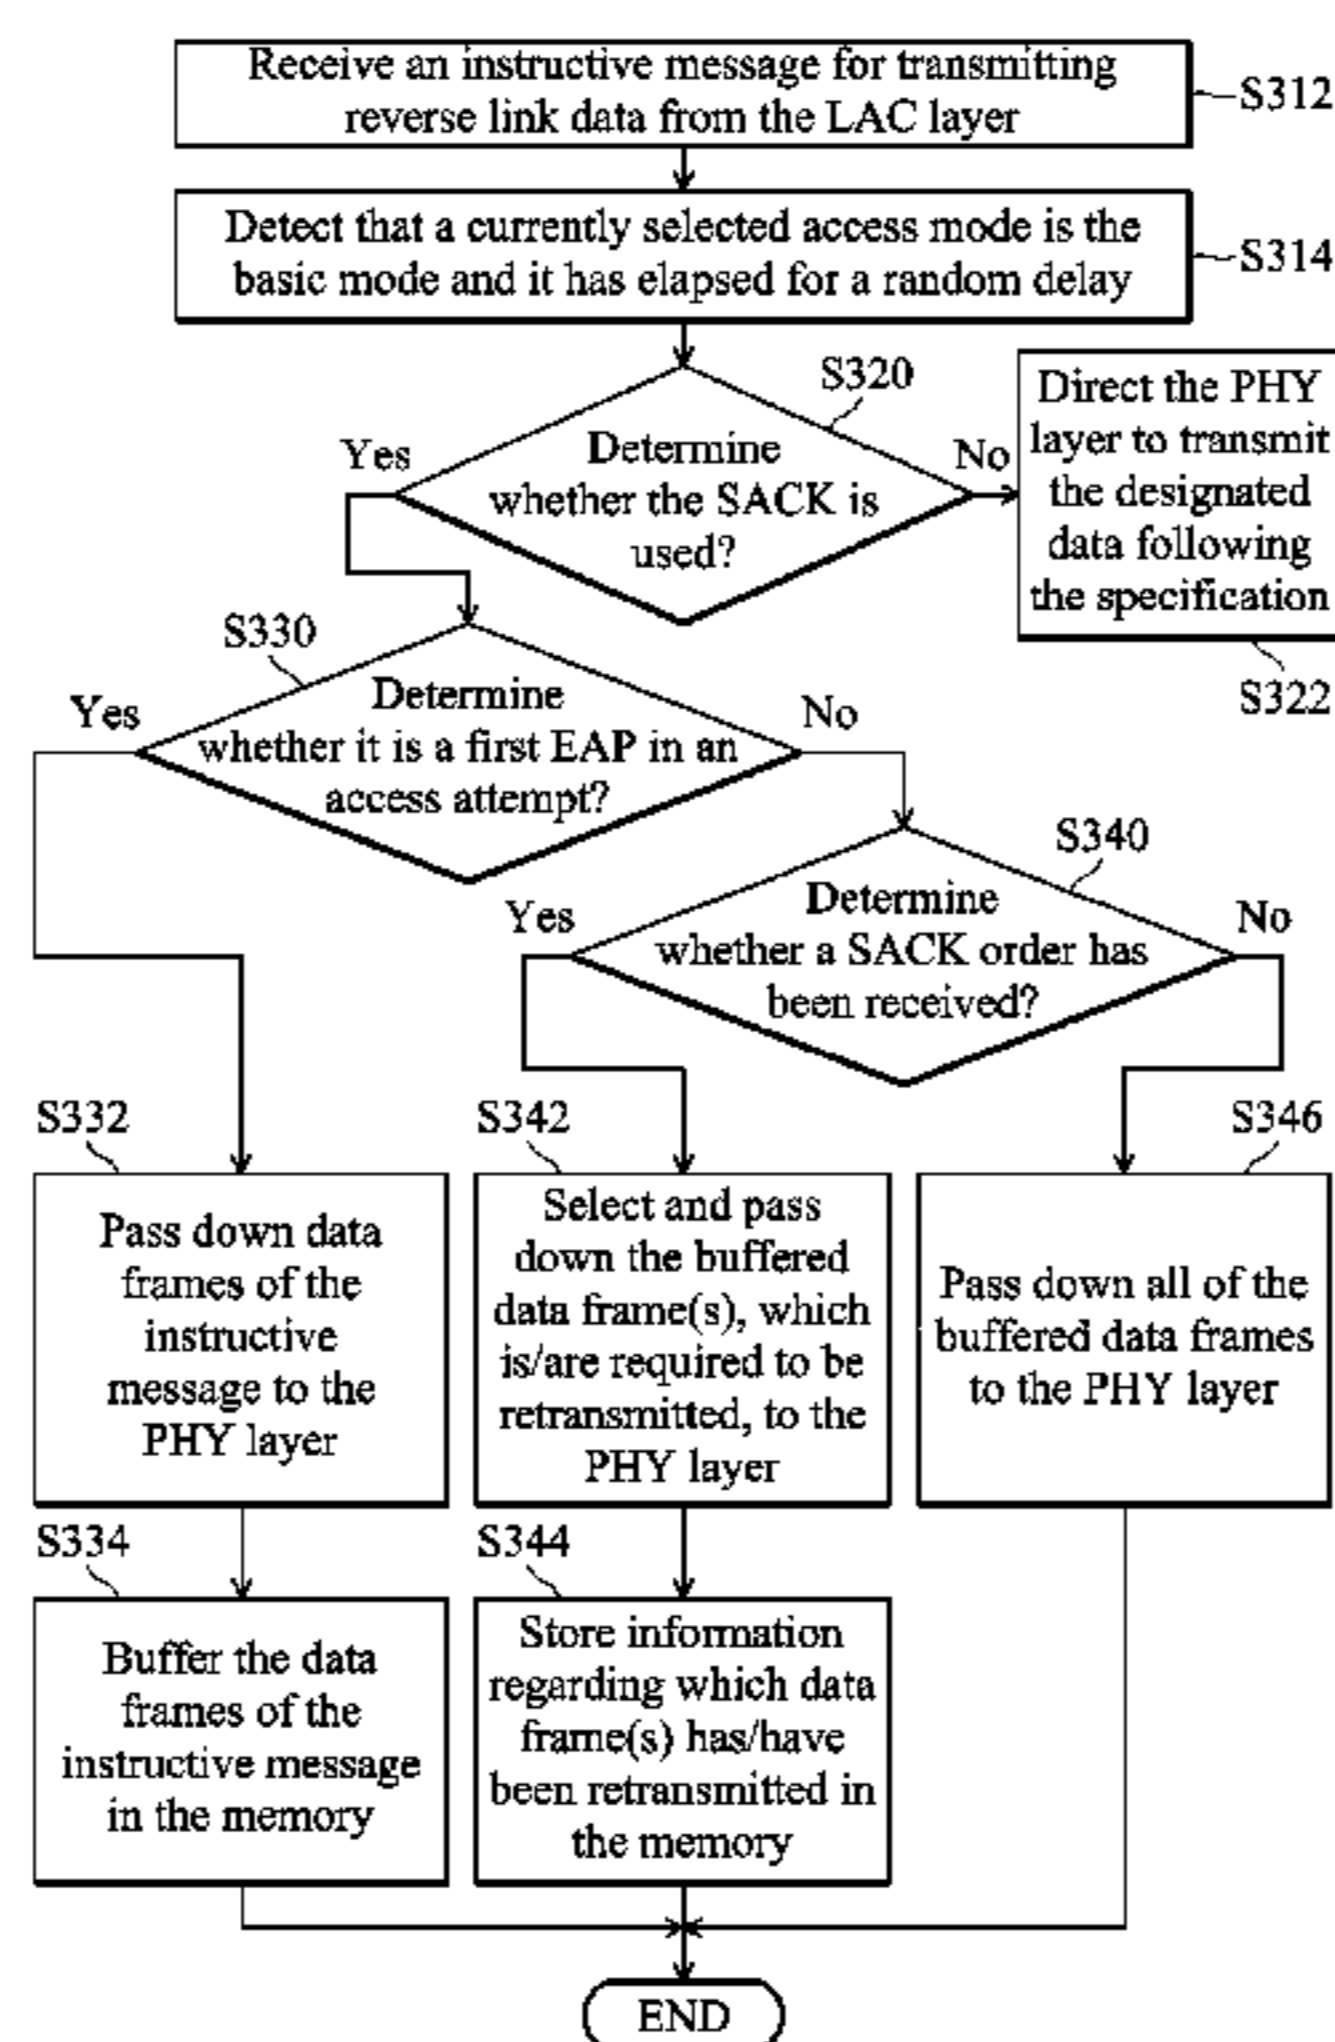 Receive an instructive message for transmitting
reverse link data from the LAC layer
S312
Detect that a currently selected access mode is the
basic mode and it has elapsed for a random delay
S314
S320
Determine
whether the SACK is
used?
Yes
No
Direct the PHY
layer to transmit
the designated
data following
the specification
S322
S330
Determine
whether it is a first EAP in an
access attempt?
Yes
No
S340
Determine
whether a SACK order has
been received?
Yes
No
S332
Pass down data
frames of the
instructive
message to the
PHY layer
S342
Select and pass
down the buffered
data frame(s), which
is/are required to be
retransmitted, to the
PHY layer
S346
Pass down all of the
buffered data frames
to the PHY layer
S334
Buffer the data
frames of the
instructive message
in the memory
S344
Store information
regarding which data
frame(s) has/have
been retransmitted in
the memory
END